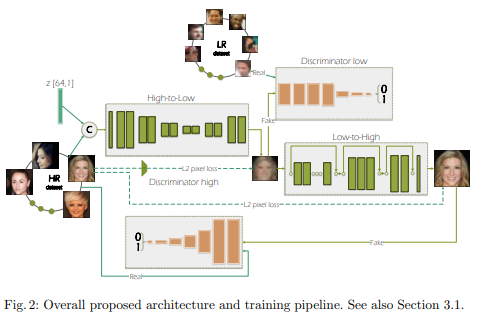 LR
dataset
Real
Discriminator low
0
1
z [64,1]
High-to-Low
C
Fake
Low-to-High
HR
dataset
L2 pixel loss
Discriminator high
L2 pixel loss
0
1
Fake
Real
Fig. 2: Overall proposed architecture and training pipeline. See also Section 3.1.